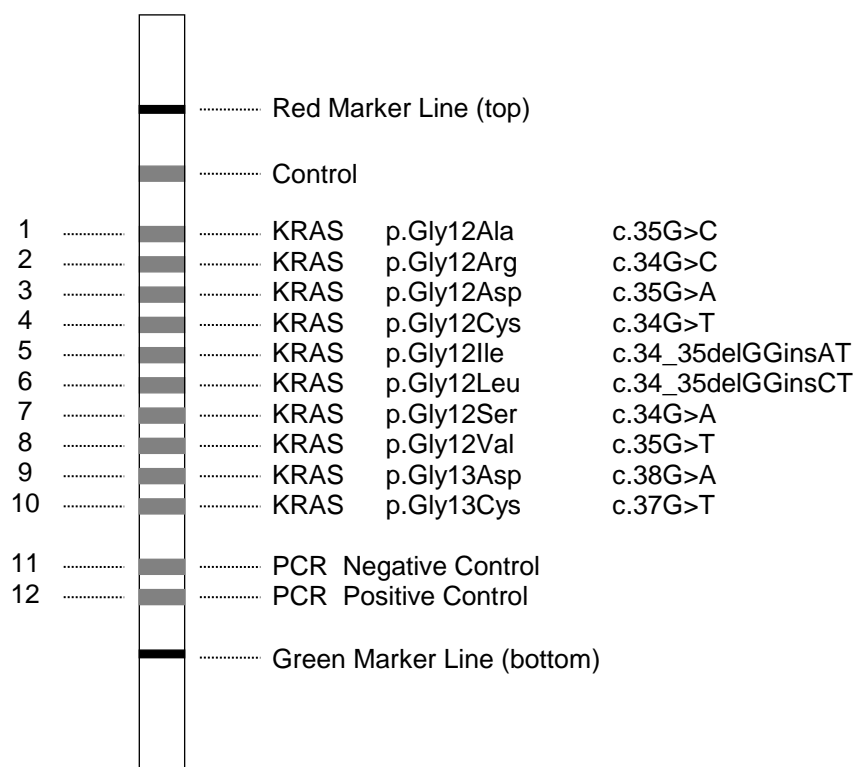 Red Marker Line (top)
Control
1 KRAS p.Gly12Ala c.35G>C
2 KRAS p.Gly12Arg c.34G>C
3 KRAS p.Gly12Asp c.35G>A
4 KRAS p.Gly12Cys c.34G>T
5 KRAS p.Gly12Ile c.34_35delGGinsAT
6 KRAS p.Gly12Leu c.34_35delGGinsCT
7 KRAS p.Gly12Ser c.34G>A
8 KRAS p.Gly12Val c.35G>T
9 KRAS p.Gly13Asp c.38G>A
10 KRAS p.Gly13Cys c.37G>T
11 PCR Negative Control
12 PCR Positive Control
Green Marker Line (bottom)